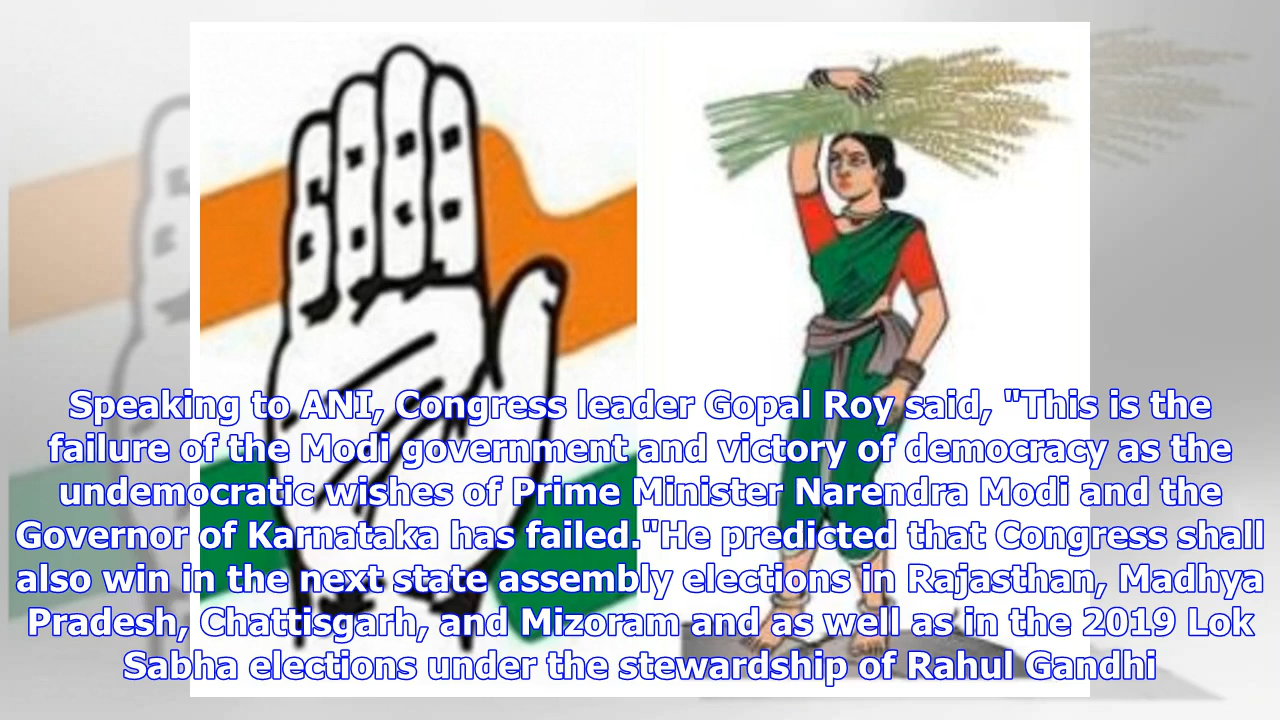 Speaking to ANI, Congress leader Gopal Roy said, "This is the
failure of the Modi government and victory of democracy as the
undemocratic wishes of Prime Minister Narendra Modi and the
Governor of Karnataka has failed."He predicted that Congress shall
also win in the next state assembly elections in Rajasthan, Madhya
Pradesh, Chattisgarh, and Mizoram and as well as in the 2019 Lok
Sabha elections under the stewardship of Rahul Gandhi